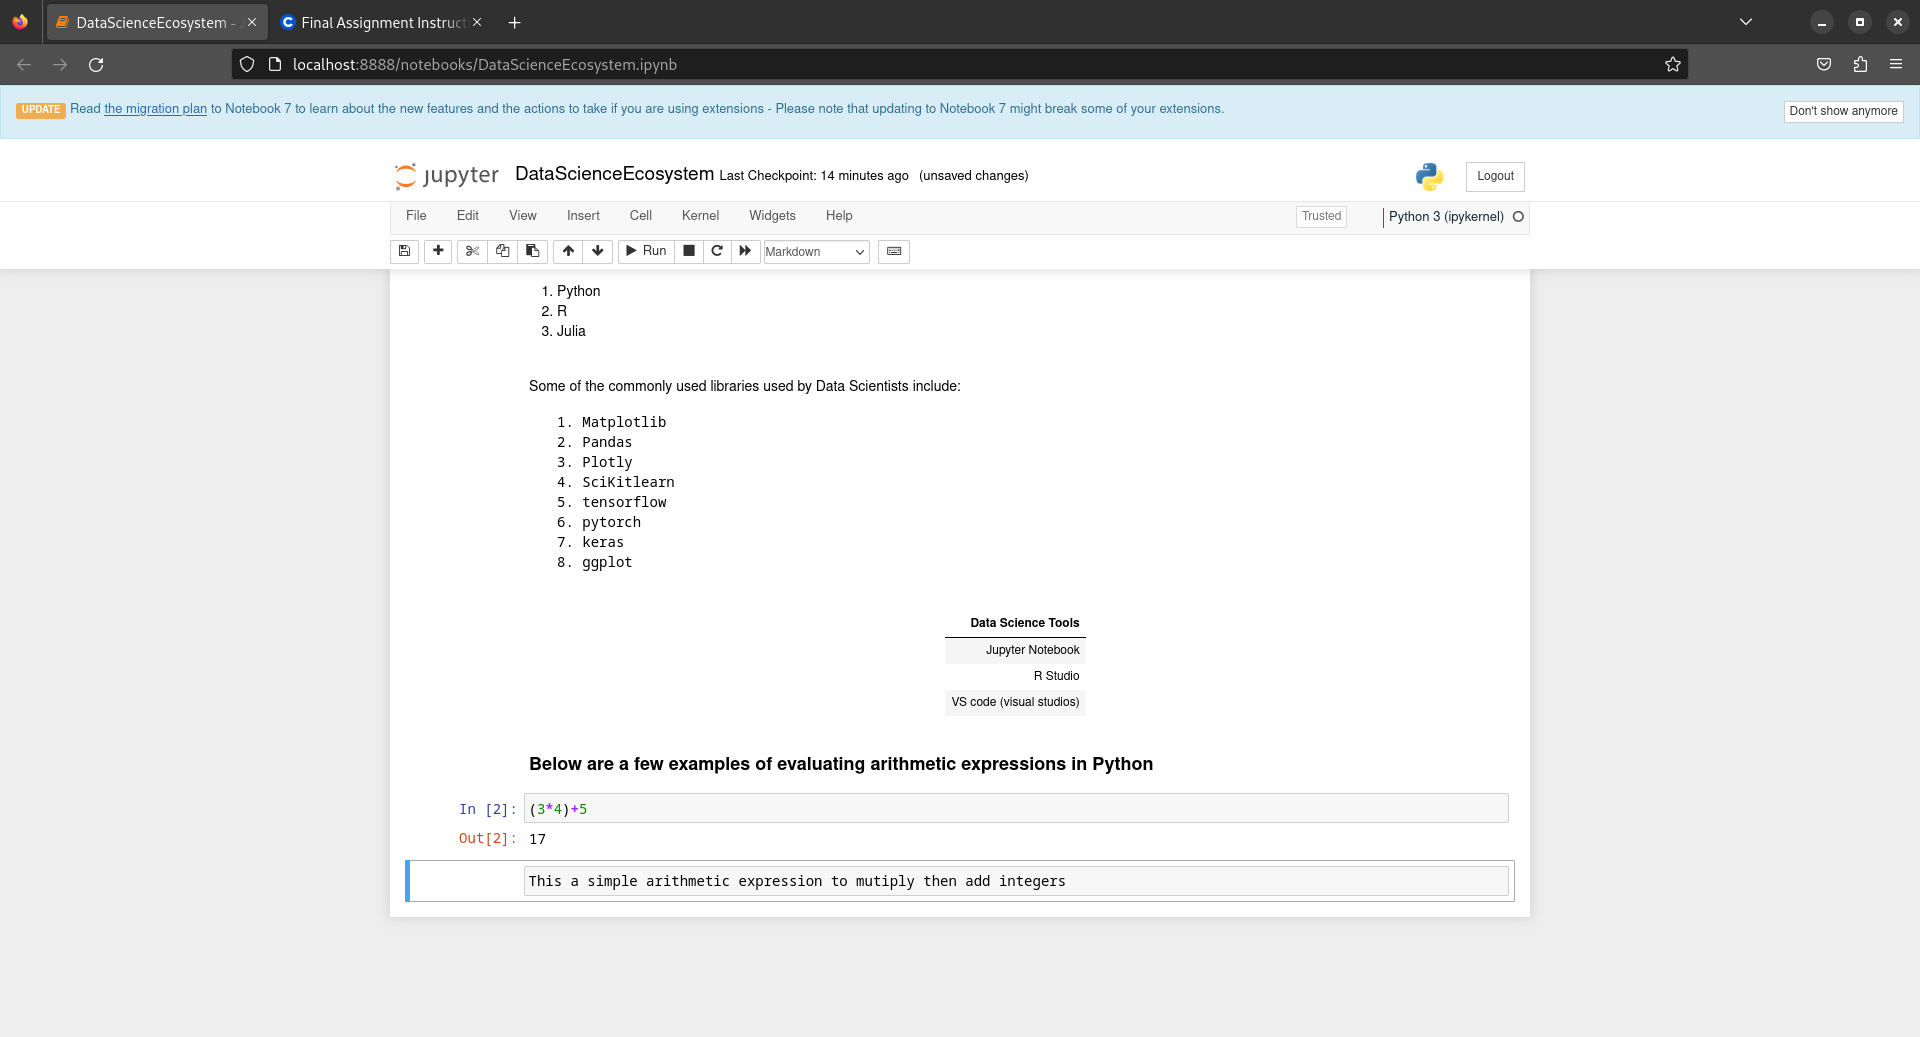 DataScienceEcosystem -
Final Assignment Instruct
localhost:8888/notebooks/DataScienceEcosystem.ipynb
UPDATE Read the migration plan to Notebook 7 to learn about the new features and the actions to take if you are using extensions - Please note that updating to Notebook 7 might break some of your extensions.
Don't show anymore
jupyter DataScienceEcosystem Last Checkpoint: 14 minutes ago (unsaved changes)
Logout
File Edit View Insert Cell Kernel Widgets Help
Trusted
Python 3 (ipykernel)
Run
Markdown
1. Python
2. R
3. Julia
Some of the commonly used libraries used by Data Scientists include:
1. Matplotlib
2. Pandas
3. Plotly
4. SciKitlearn
5. tensorflow
6. pytorch
7. keras
8. ggplot
Data Science Tools
Jupyter Notebook
R Studio
VS code (visual studios)
Below are a few examples of evaluating arithmetic expressions in Python
In [2]: (3*4)+5
Out[2]: 17
This a simple arithmetic expression to mutiply then add integers